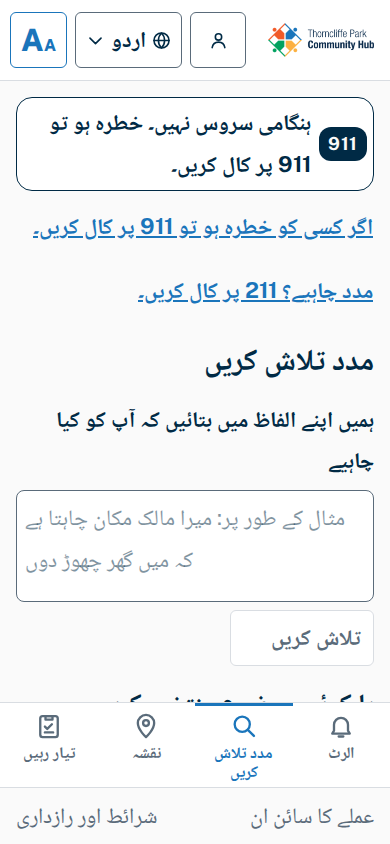 Thorncliffe Park
Community Hub
اردو
AA
911
ہنگامی سروس نہیں۔ خطرہ ہو تو
911 پر کال کریں۔
اگر کسی کو خطرہ ہو تو 911 پر کال کریں۔
مدد چاہیے؟ 211 پر کال کریں۔
مدد تلاش کریں
ہمیں اپنے الفاظ میں بتائیں کہ آپ کو کیا
چاہیے
مثال کے طور پر: میرا مالک مکان چاہتا ہے
کہ میں گھر چھوڑ دوں
تلاش کریں
الرٹ
مدد تلاش
کریں
نقشہ
تیار رہیں
عملے کا سائن ان
شرائط اور رازداری